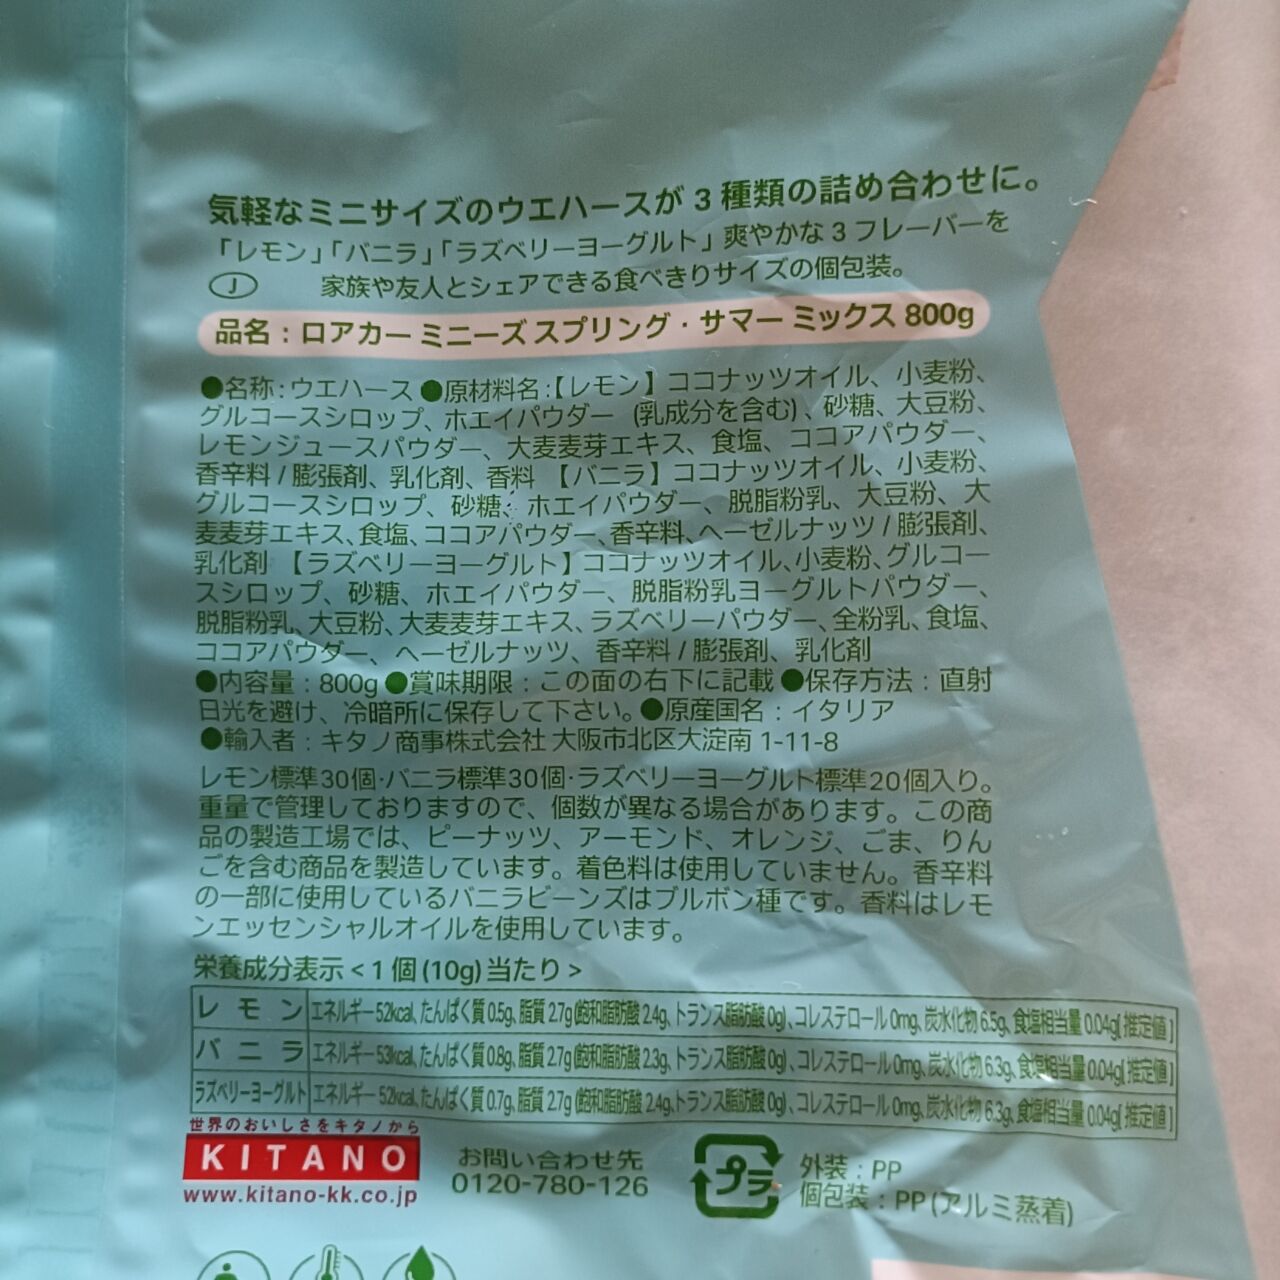 気軽なミニサイズのウエハースが3種類の詰め合わせに。
「レモン」「バニラ」「ラズベリーヨーグルト」爽やかな3フレーバーを
J 家族や友人とシェアできる食べきりサイズの個包装。
品名：ロアカー ミニーズ スプリング・サマー ミックス 800g
●名称：ウエハース ●原材料名：【レモン】ココナッツオイル、小麦粉、
グルコースシロップ、ホエイパウダー（乳成分を含む）、砂糖、大豆粉、
レモンジュースパウダー、大麦麦芽エキス、食塩、ココアパウダー、
香辛料 / 膨張剤、乳化剤、香料 【バニラ】ココナッツオイル、小麦粉、
グルコースシロップ、砂糖、ホエイパウダー、脱脂粉乳、大豆粉、大
麦麦芽エキス、食塩、ココアパウダー、香辛料、ヘーゼルナッツ / 膨張剤、
乳化剤 【ラズベリーヨーグルト】ココナッツオイル、小麦粉、グルコー
スシロップ、砂糖、ホエイパウダー、脱脂粉乳ヨーグルトパウダー、
脱脂粉乳、大豆粉、大麦麦芽エキス、ラズベリーパウダー、全粉乳、食塩、
ココアパウダー、ヘーゼルナッツ、香辛料 / 膨張剤、乳化剤
●内容量：800g ●賞味期限：この面の右下に記載 ●保存方法：直射
日光を避け、冷暗所に保存して下さい。●原産国名：イタリア
●輸入者：キタノ商事株式会社 大阪市北区大淀南 1-11-8
レモン標準30個・バニラ標準30個・ラズベリーヨーグルト標準20個入り。
重量で管理しておりますので、個数が異なる場合があります。この商
品の製造工場では、ピーナッツ、アーモンド、オレンジ、ごま、りん
ごを含む商品を製造しています。着色料は使用していません。香辛料
の一部に使用しているバニラビーンズはブルボン種です。香料はレモ
ンエッセンシャルオイルを使用しています。
栄養成分表示＜1個(10g)当たり＞
レモン エネルギー52kcal、たんぱく質0.5g、脂質2.7g(飽和脂肪酸2.4g、トランス脂肪酸0g)、コレステロール0mg、炭水化物6.5g、食塩相当量0.04g[推定値]
バニラ エネルギー53kcal、たんぱく質0.8g、脂質2.7g(飽和脂肪酸2.3g、トランス脂肪酸0g)、コレステロール0mg、炭水化物6.3g、食塩相当量0.04g[推定値]
ラズベリーヨーグルト エネルギー52kcal、たんぱく質0.7g、脂質2.7g(飽和脂肪酸2.4g、トランス脂肪酸0g)、コレステロール0mg、炭水化物6.3g、食塩相当量0.04g[推定値]
世界のおいしさをキタノから
KITANO
www.kitano-kk.co.jp
お問い合わせ先
0120-780-126
プラ
外装：PP
個包装：PP(アルミ蒸着)